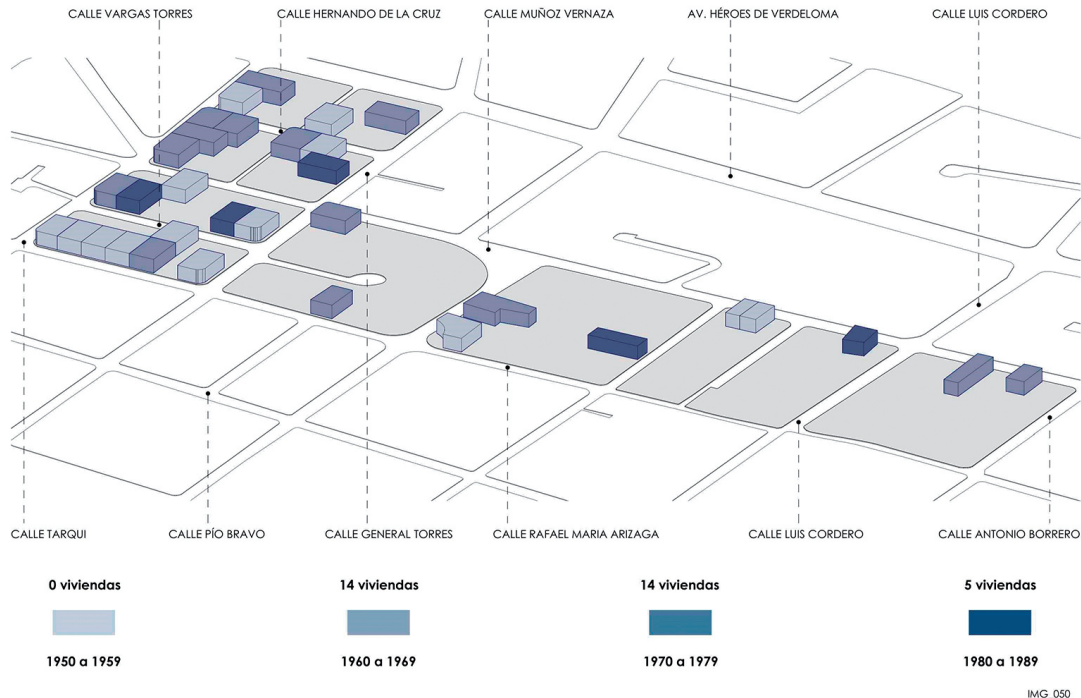 CALLE VARGAS TORRES
CALLE HERNANDO DE LA CRUZ
CALLE MUÑOZ VERNAZA
AV. HÉROES DE VERDELOMA
CALLE LUIS CORDERO
CALLE TARQUI
CALLE PÍO BRAVO
CALLE GENERAL TORRES
CALLE RAFAEL MARIA ARIZAGA
CALLE LUIS CORDERO
CALLE ANTONIO BORRERO
0 viviendas
14 viviendas
14 viviendas
5 viviendas
1950 a 1959
1960 a 1969
1970 a 1979
1980 a 1989
IMG 050